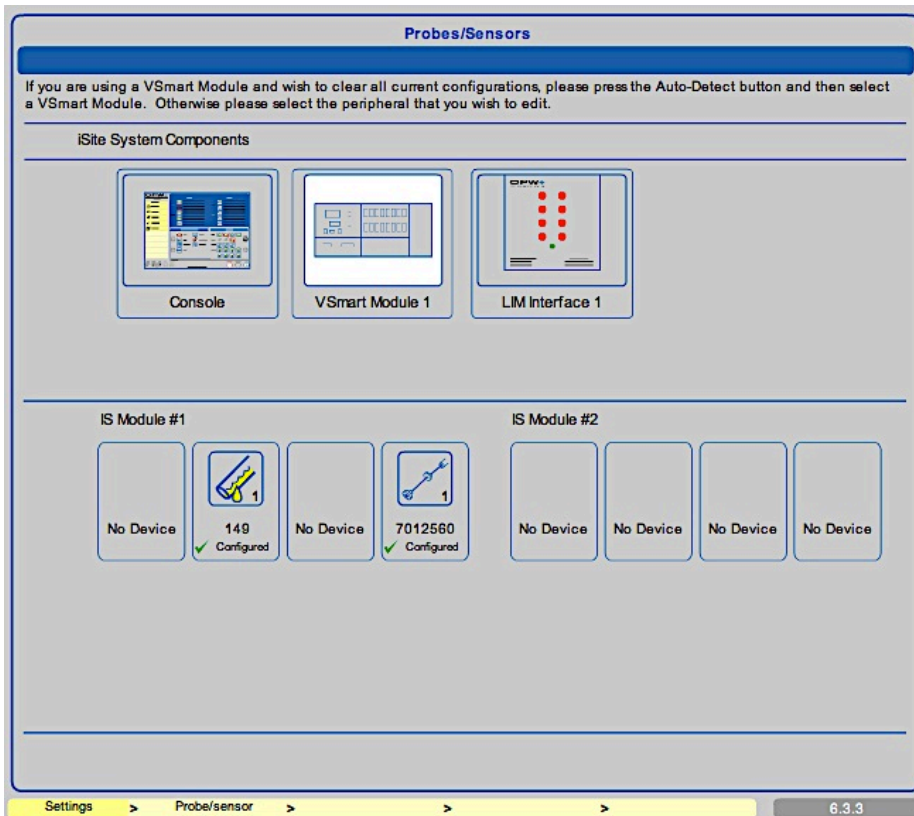 Probes/Sensors
If you are using a VSmart Module and wish to clear all current configurations, please press the Auto-Detect button and then select
a VSmart Module. Otherwise please select the peripheral that you wish to edit.
iSite System Components
OPW
Console
VSmart Module 1
LIM Interface 1
IS Module #1
IS Module #2
1
1
No Device
149
No Device
7012560
No Device
No Device
No Device
No Device
Configured
Configured
Settings > Probe/sensor > > >
6.3.3